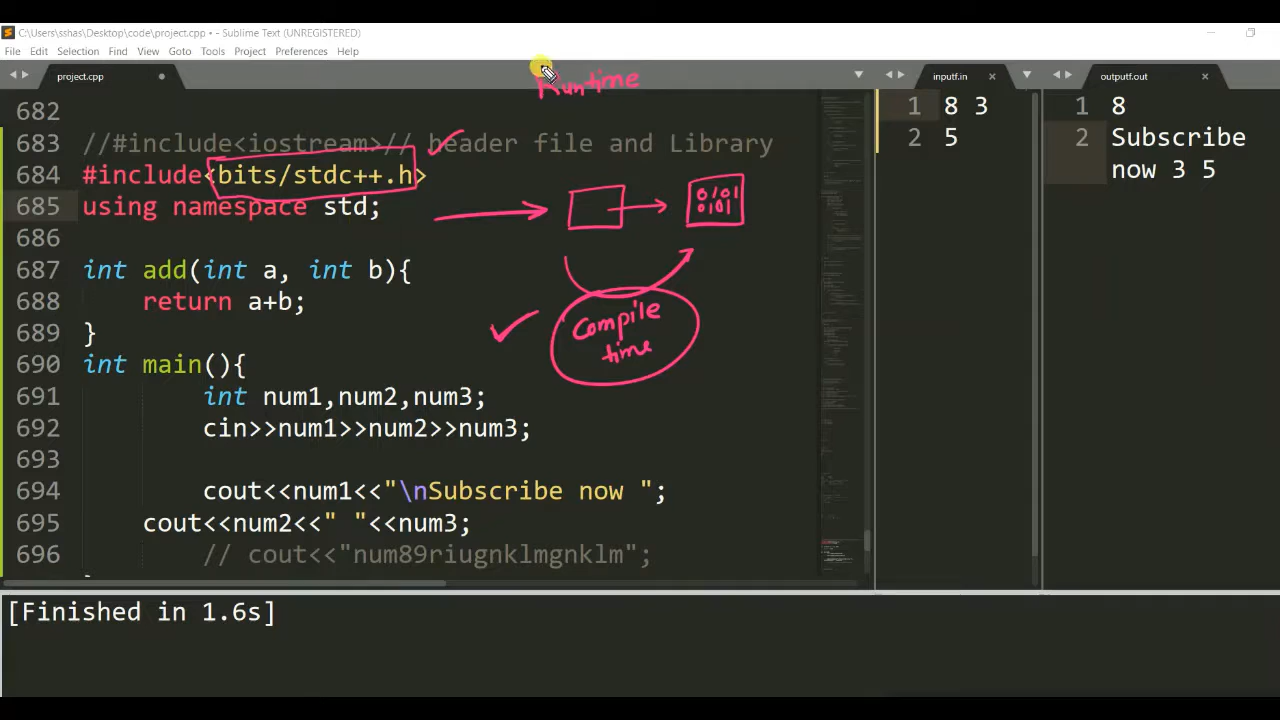 C:\Users\sshas\Desktop\code\project.cpp • - Sublime Text (UNREGISTERED)
File Edit Selection Find View Goto Tools Project Preferences Help
project.cpp
Runtime
inputf.in
outputf.out
682
683 //#include<iostream>// header file and Library
684 #include<bits/stdc++.h>
685 using namespace std;
686
687 int add(int a, int b){
688 return a+b;
689 }
690 int main(){
691 int num1,num2,num3;
692 cin>>num1>>num2>>num3;
693
694 cout<<num1<<"\nSubscribe now ";
695 cout<<num2<<" "<<num3;
696 // cout<<"num89riugnklmgnklm";
0101
0101
Compile
time
1 8 3
2 5
1 8
2 Subscribe
now 3 5
[Finished in 1.6s]